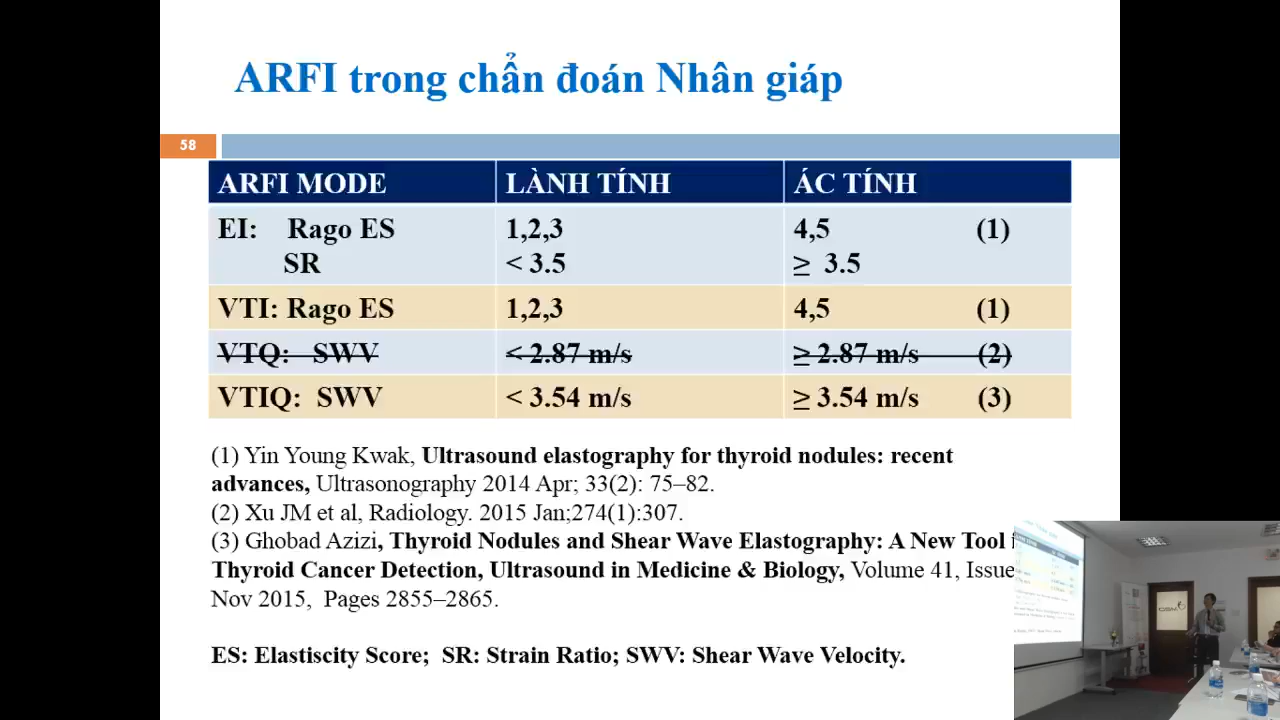 ARFI trong chẩn đoán Nhân giáp
58
ARFI MODE LÀNH TÍNH ÁC TÍNH
EI: Rago ES 1,2,3 4,5 (1)
SR < 3.5 ≥ 3.5
VTI: Rago ES 1,2,3 4,5 (1)
VTQ: SWV < 2.87 m/s ≥ 2.87 m/s (2)
VTIQ: SWV < 3.54 m/s ≥ 3.54 m/s (3)
(1) Yin Young Kwak, Ultrasound elastography for thyroid nodules: recent
advances, Ultrasonography 2014 Apr; 33(2): 75–82.
(2) Xu JM et al, Radiology. 2015 Jan;274(1):307.
(3) Ghobad Azizi, Thyroid Nodules and Shear Wave Elastography: A New Tool
Thyroid Cancer Detection, Ultrasound in Medicine & Biology, Volume 41, Issue
Nov 2015, Pages 2855–2865.
ES: Elastiscity Score; SR: Strain Ratio; SWV: Shear Wave Velocity.